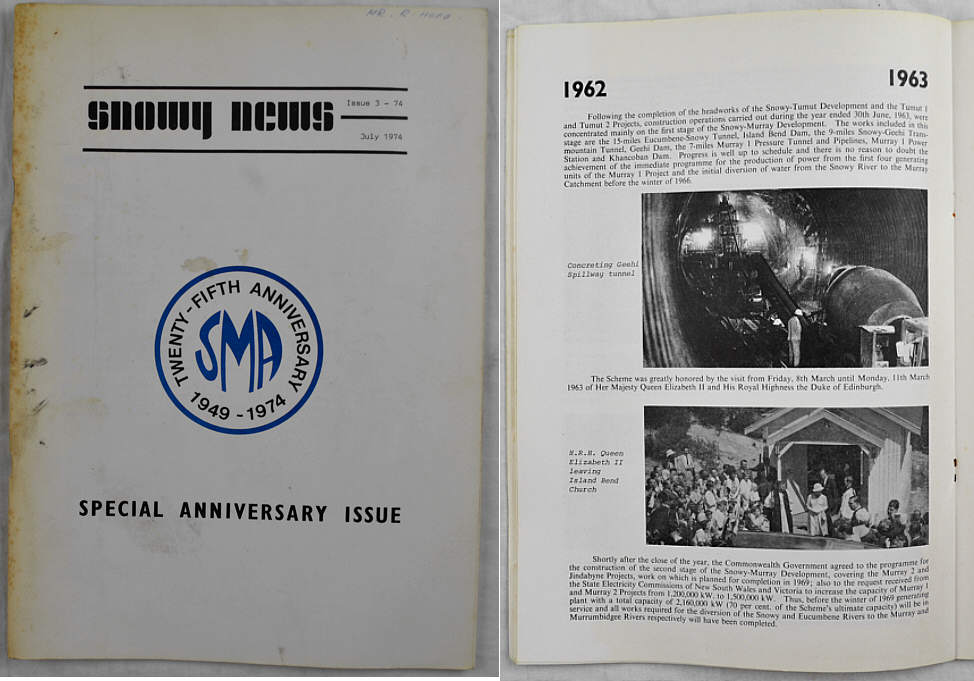 MR. R. HOPE.
snowy news
Issue 3 - 74
July 1974
TWENTY-FIFTH ANNIVERSARY
SMA
1949 - 1974
SPECIAL ANNIVERSARY ISSUE
1962
1963
Following the completion of the headworks of the Snowy-Tumut Development and the Tumut 1
and Tumut 2 Projects, construction operations carried out during the year ended 30th June, 1963, were
concentrated mainly on the first stage of the Snowy-Murray Development. The works included in this
stage are the 15-miles Eucumbene-Snowy Tunnel, Island Bend Dam, the 9-miles Snowy-Geehi Trans-
mountain Tunnel, Geehi Dam, the 7-miles Murray 1 Pressure Tunnel and Pipelines, Murray 1 Power
Station and Khancoban Dam. Progress is well up to schedule and there is no reason to doubt the
achievement of the immediate programme for the production of power from the first four generating
units of the Murray 1 Project and the initial diversion of water from the Snowy River to the Murray
Catchment before the winter of 1966.
Concreting Geehi
Spillway tunnel
The Scheme was greatly honored by the visit from Friday, 8th March until Monday, 11th March
1963 of Her Majesty Queen Elizabeth II and His Royal Highness the Duke of Edinburgh.
H.R.H. Queen
Elizabeth II
leaving
Island Bend
Church
Shortly after the close of the year, the Commonwealth Government agreed to the programme for
the construction of the second stage of the Snowy-Murray Development, covering the Murray 2 and
Jindabyne Projects, work on which is planned for completion in 1969; also to the request received from
the State Electricity Commissions of New South Wales and Victoria to increase the capacity of Murray 1
and Murray 2 Projects from 1,200,000 kW. to 1,500,000 kW. Thus, before the winter of 1969 generating
plant with a total capacity of 2,160,000 kW (70 per cent. of the Scheme's ultimate capacity) will be in
service and all works required for the diversion of the Snowy and Eucumbene Rivers to the Murray and
Murrumbidgee Rivers respectively will have been completed.